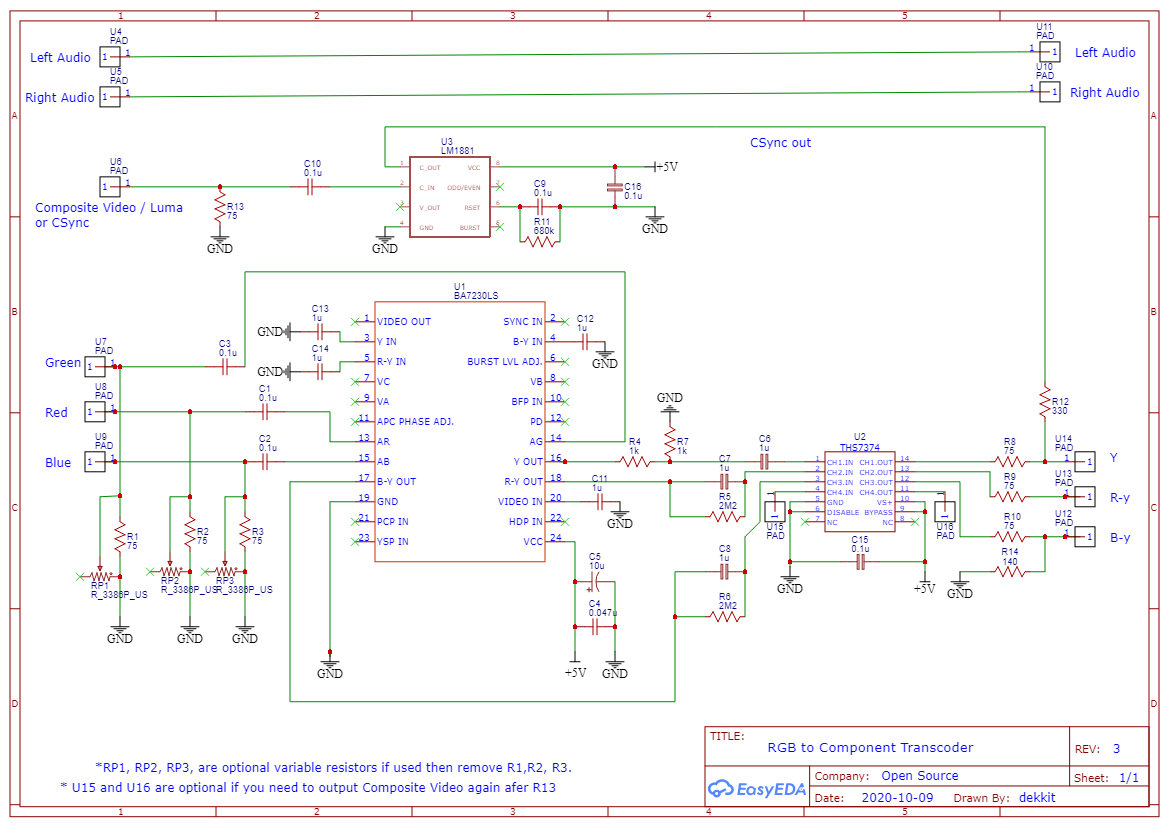 1 2 3 4 5
A A
B B
C C
D D
U4
PAD
Left Audio 1 1
U5
PAD
Right Audio 1 1
U11
PAD
1 1 Left Audio
U10
PAD
1 1 Right Audio
CSync out
U6
PAD
1 1
Composite Video / Luma
or CSync
R13
75
GND
C10
0.1u
U3
LM1881
1 C_OUT VCC 8
2 C_IN ODD/EVEN 7
3 V_OUT RSET 6
4 GND BURST 5
GND
C9
0.1u
R11
680k
+5V
C16
0.1u
GND
U1
BA7230LS
1 VIDEO OUT SYNC IN 2
3 Y IN B-Y IN 4
5 R-Y IN BURST LVL ADJ. 6
7 VC VB 8
9 VA BFP IN 10
11 APC PHASE ADJ. PD 12
13 AR AG 14
15 AB Y OUT 16
17 B-Y OUT R-Y OUT 18
19 GND VIDEO IN 20
21 PCP IN HDP IN 22
23 YSP IN VCC 24
C13
1u
GND
C14
1u
GND
C12
1u
GND
U7
PAD
Green 1 1
C3
0.1u
U8
PAD
Red 1 1
C1
0.1u
U9
PAD
Blue 1 1
C2
0.1u
R1
75
R2
75
R3
75
RP1
R_3386P_US
RP2
R_3386P_US
RP3
R_3386P_US
GND
GND
GND
GND
C11
1u
GND
C5
10u
+
C4
0.047u
+5V
GND
R4
1k
GND
R7
1k
C6
1u
C7
1u
R5
2M2
C8
1u
R6
2M2
U2
THS7374
1 CH1.IN CH1.OUT 14
2 CH2.IN CH2.OUT 13
3 CH3.IN CH3.OUT 12
4 CH4.IN CH4.OUT 11
5 GND VS+ 10
6 DISABLE BYPASS 9
7 NC NC 8
1
1
U15
PAD
1
1
U16
PAD
C15
0.1u
GND
+5V
R12
330
R8
75
U14
PAD
1 1 Y
R9
75
U13
PAD
1 1 R-y
R10
75
U12
PAD
1 1 B-y
R14
140
GND
*RP1, RP2, RP3, are optional variable resistors if used then remove R1,R2, R3.
* U15 and U16 are optional if you need to output Composite Video again afer R13
TITLE:
RGB to Component Transcoder
REV: 3
EasyEDA
Company: Open Source
Sheet: 1/1
Date: 2020-10-09 Drawn By: dekkit
1 2 3 4 5